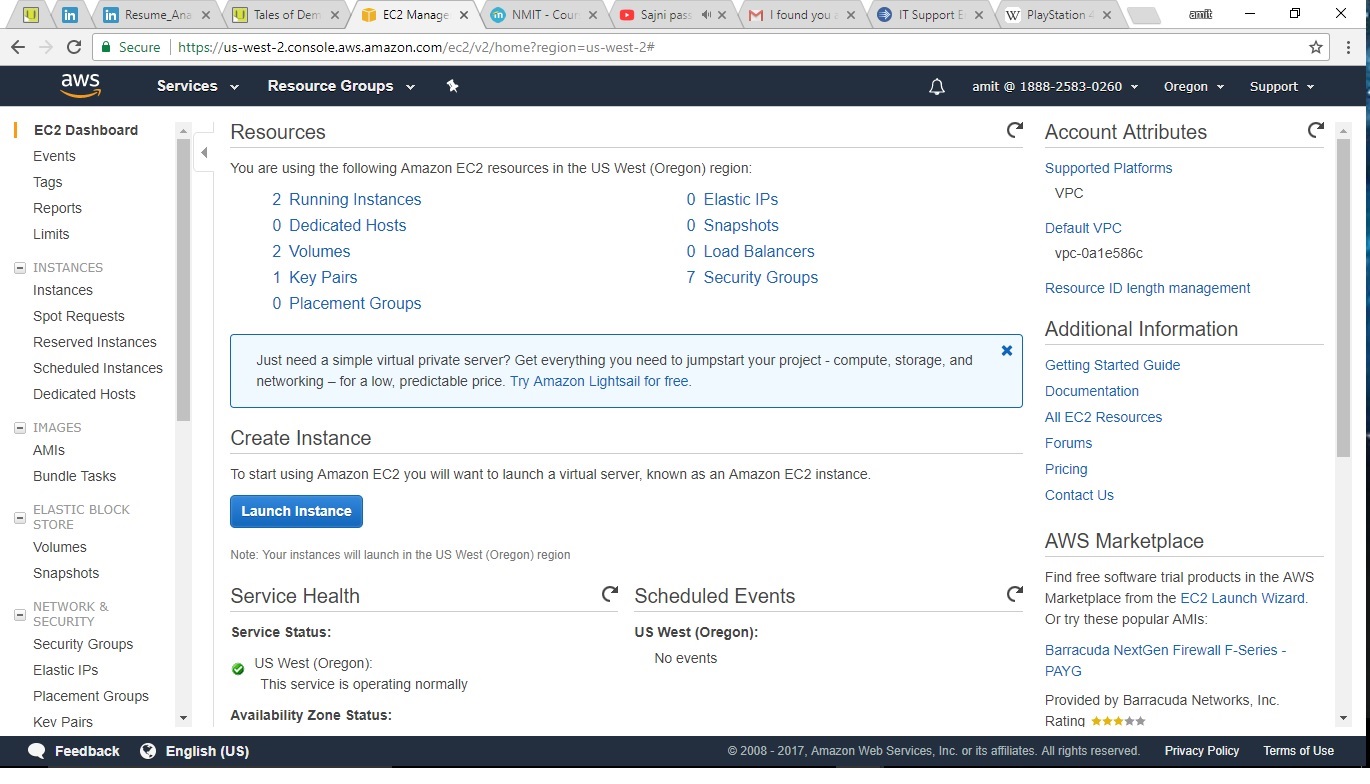 Resume_Ana
Tales of Dem
EC2 Manage
NMIT - Cour
Sajni pass
I found you a
IT Support E
PlayStation 4
amit
Secure
https://us-west-2.console.aws.amazon.com/ec2/v2/home?region=us-west-2#
aws
Services
Resource Groups
amit @ 1888-2583-0260
Oregon
Support
EC2 Dashboard
Events
Tags
Reports
Limits
INSTANCES
Instances
Spot Requests
Reserved Instances
Scheduled Instances
Dedicated Hosts
IMAGES
AMIs
Bundle Tasks
ELASTIC BLOCK
STORE
Volumes
Snapshots
NETWORK &
SECURITY
Security Groups
Elastic IPs
Placement Groups
Key Pairs
Resources
You are using the following Amazon EC2 resources in the US West (Oregon) region:
2 Running Instances
0 Dedicated Hosts
2 Volumes
1 Key Pairs
0 Placement Groups
0 Elastic IPs
0 Snapshots
0 Load Balancers
7 Security Groups
Just need a simple virtual private server? Get everything you need to jumpstart your project - compute, storage, and
networking – for a low, predictable price. Try Amazon Lightsail for free.
Create Instance
To start using Amazon EC2 you will want to launch a virtual server, known as an Amazon EC2 instance.
Launch Instance
Note: Your instances will launch in the US West (Oregon) region
Service Health
Service Status:
US West (Oregon):
This service is operating normally
Availability Zone Status:
Scheduled Events
US West (Oregon):
No events
Account Attributes
Supported Platforms
VPC
Default VPC
vpc-0a1e586c
Resource ID length management
Additional Information
Getting Started Guide
Documentation
All EC2 Resources
Forums
Pricing
Contact Us
AWS Marketplace
Find free software trial products in the AWS
Marketplace from the EC2 Launch Wizard.
Or try these popular AMIs:
Barracuda NextGen Firewall F-Series -
PAYG
Provided by Barracuda Networks, Inc.
Rating
Feedback
English (US)
© 2008 - 2017, Amazon Web Services, Inc. or its affiliates. All rights reserved.
Privacy Policy
Terms of Use